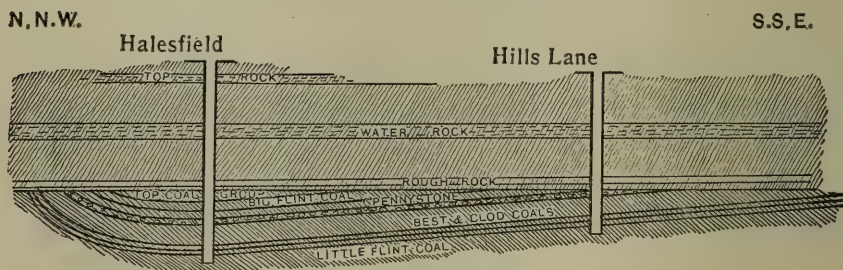 N.N.W. S.S.E.
Halesfield Hills Lane
TOP ROCK
WATER ROCK
ROUGH ROCK
TOP COAL GROUP
BIG FLINT COAL
PENNYSTONE
BEST & CLOD COALS
LITTLE FLINT COAL